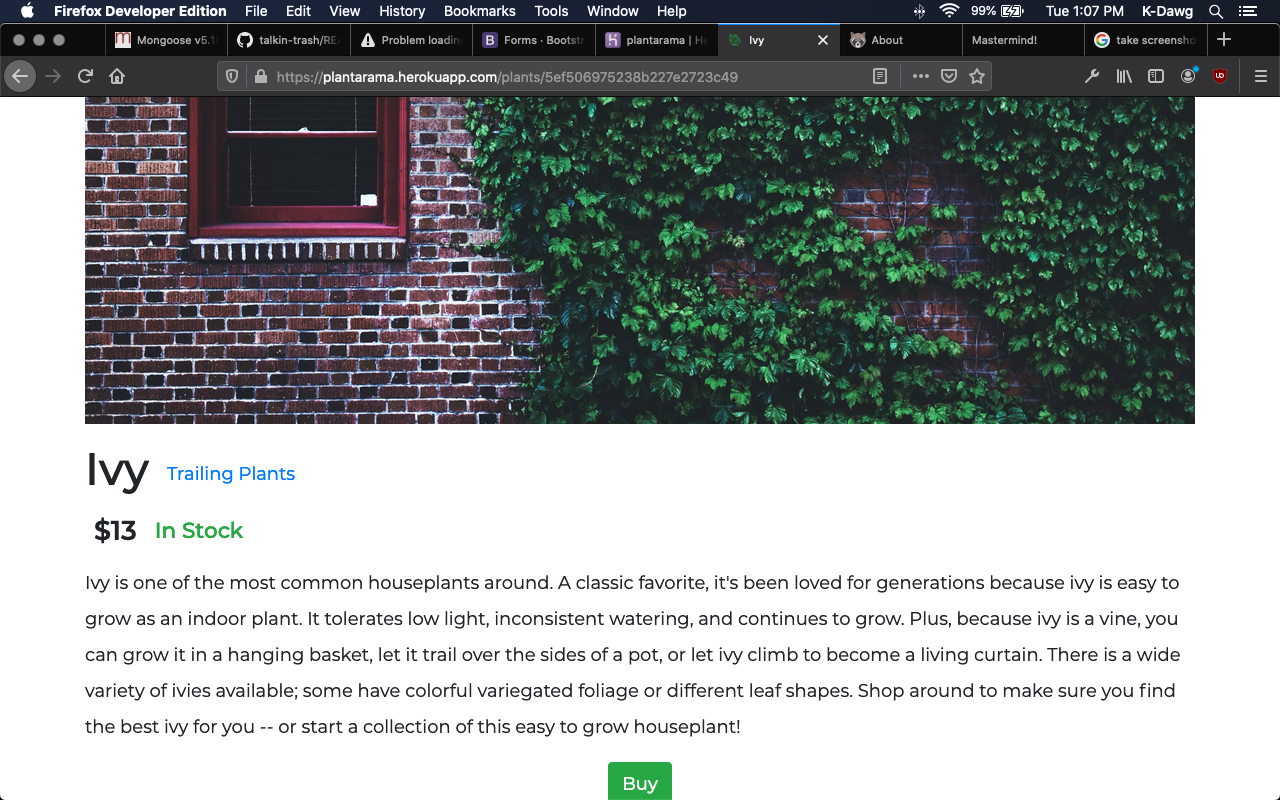 Firefox Developer Edition File Edit View History Bookmarks Tools Window Help 99% Tue 1:07 PM K-Dawg
Mongoose v5.1 talkin-trash/RE Problem loadin Forms · Bootstr plantarama | He Ivy About Mastermind! take screensho
https://plantarama.herokuapp.com/plants/5ef506975238b227e2723c49
Ivy Trailing Plants
$13 In Stock
Ivy is one of the most common houseplants around. A classic favorite, it's been loved for generations because ivy is easy to
grow as an indoor plant. It tolerates low light, inconsistent watering, and continues to grow. Plus, because ivy is a vine, you
can grow it in a hanging basket, let it trail over the sides of a pot, or let ivy climb to become a living curtain. There is a wide
variety of ivies available; some have colorful variegated foliage or different leaf shapes. Shop around to make sure you find
the best ivy for you -- or start a collection of this easy to grow houseplant!
Buy